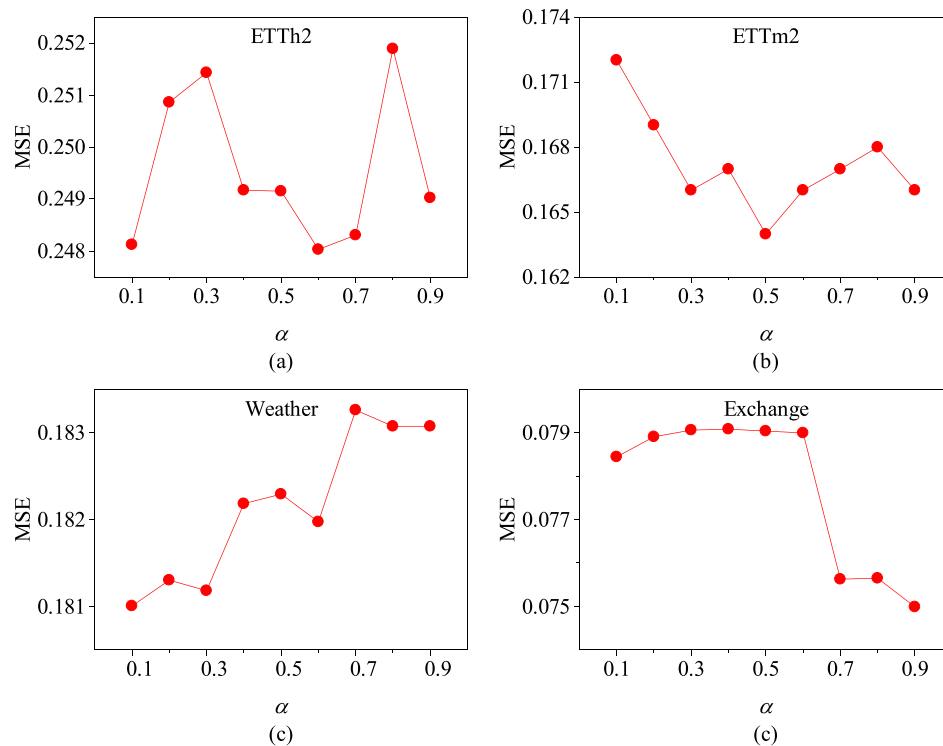 ETTh2
0.252
0.251
0.250
0.249
0.248
MSE
0.1 0.3 0.5 0.7 0.9
α
(a)
ETTm2
0.174
0.171
0.168
0.165
0.162
MSE
0.1 0.3 0.5 0.7 0.9
α
(b)
Weather
0.183
0.182
0.181
MSE
0.1 0.3 0.5 0.7 0.9
α
(c)
Exchange
0.079
0.077
0.075
MSE
0.1 0.3 0.5 0.7 0.9
α
(c)